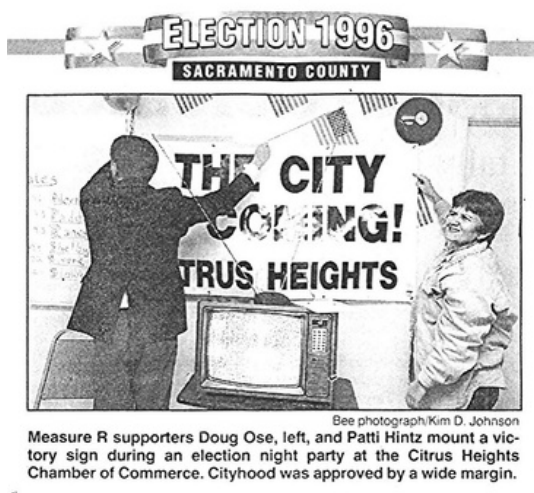 ELECTION 1996
SACRAMENTO COUNTY
THE CITY
COMING!
TRUS HEIGHTS
Bee photograph/Kim D. Johnson
Measure R supporters Doug Ose, left, and Patti Hintz mount a vic-
tory sign during an election night party at the Citrus Heights
Chamber of Commerce. Cityhood was approved by a wide margin.